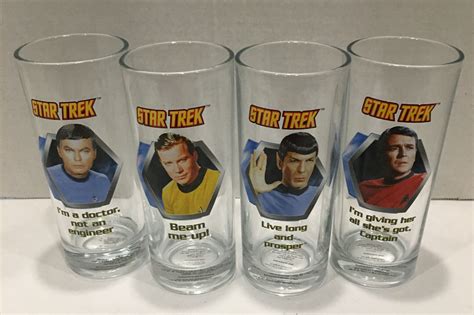 STAR TREK
I'm a doctor,
not an
engineer
STAR TREK
Beam
me up!
STAR TREK
Live long
and
prosper
STAR TREK
I'm giving her
all she's got,
Captain